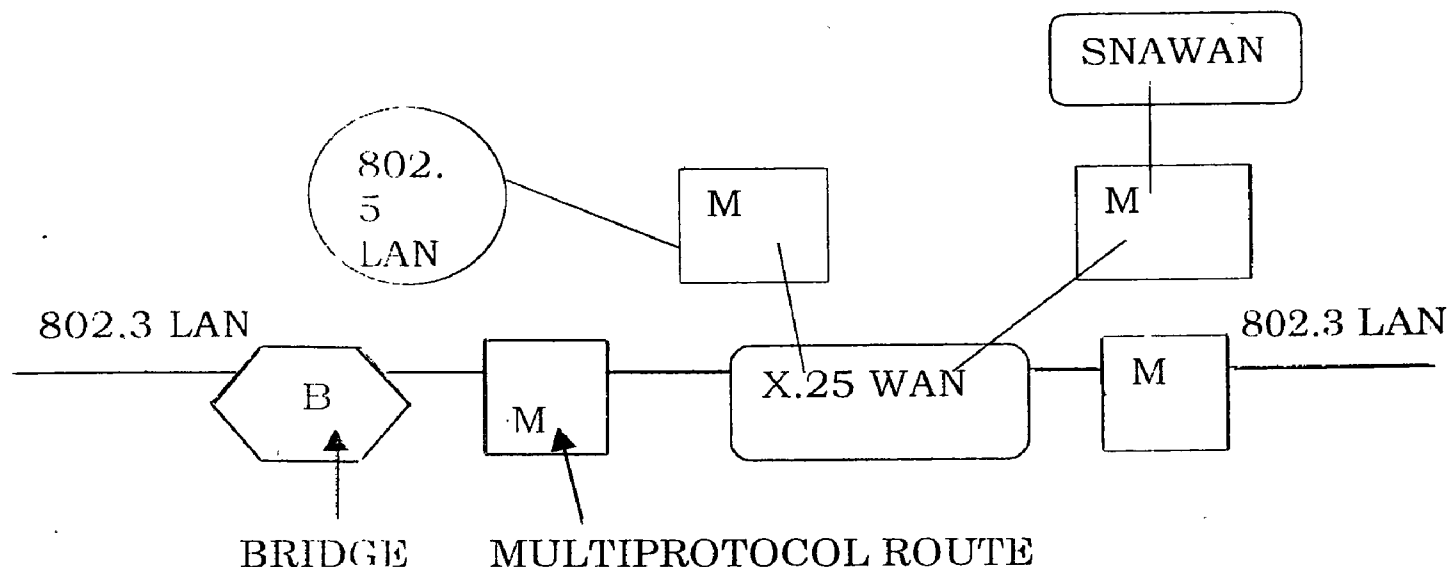 SNAWAN
802.
5
LAN
M
M
802.3 LAN
802.3 LAN
B
M
X.25 WAN
M
BRIDGE
MULTIPROTOCOL ROUTE